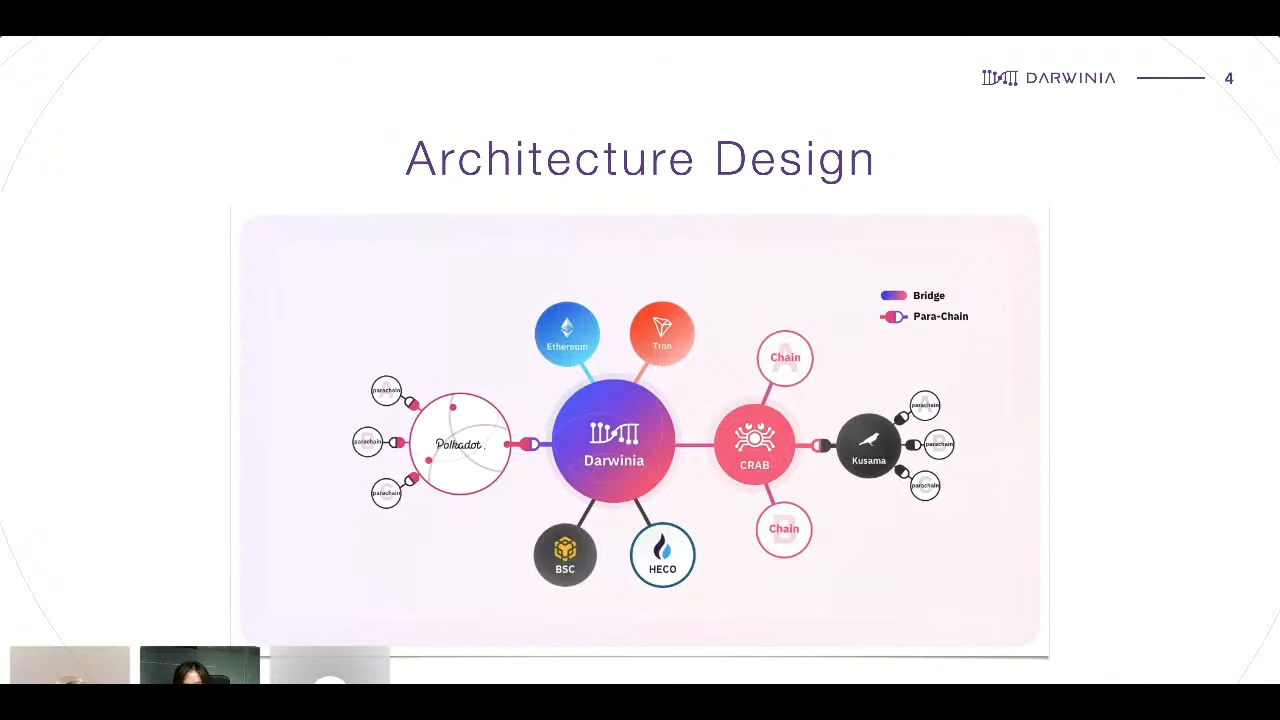 DARWINIA
4
Architecture Design
Bridge
Para-Chain
Ethereum
Tron
A
Chain
A
parachain
B
parachain
C
parachain
Polkadot.
Darwinia
CRAB
Kusama
A
parachain
B
parachain
C
parachain
B
Chain
BSC
HECO